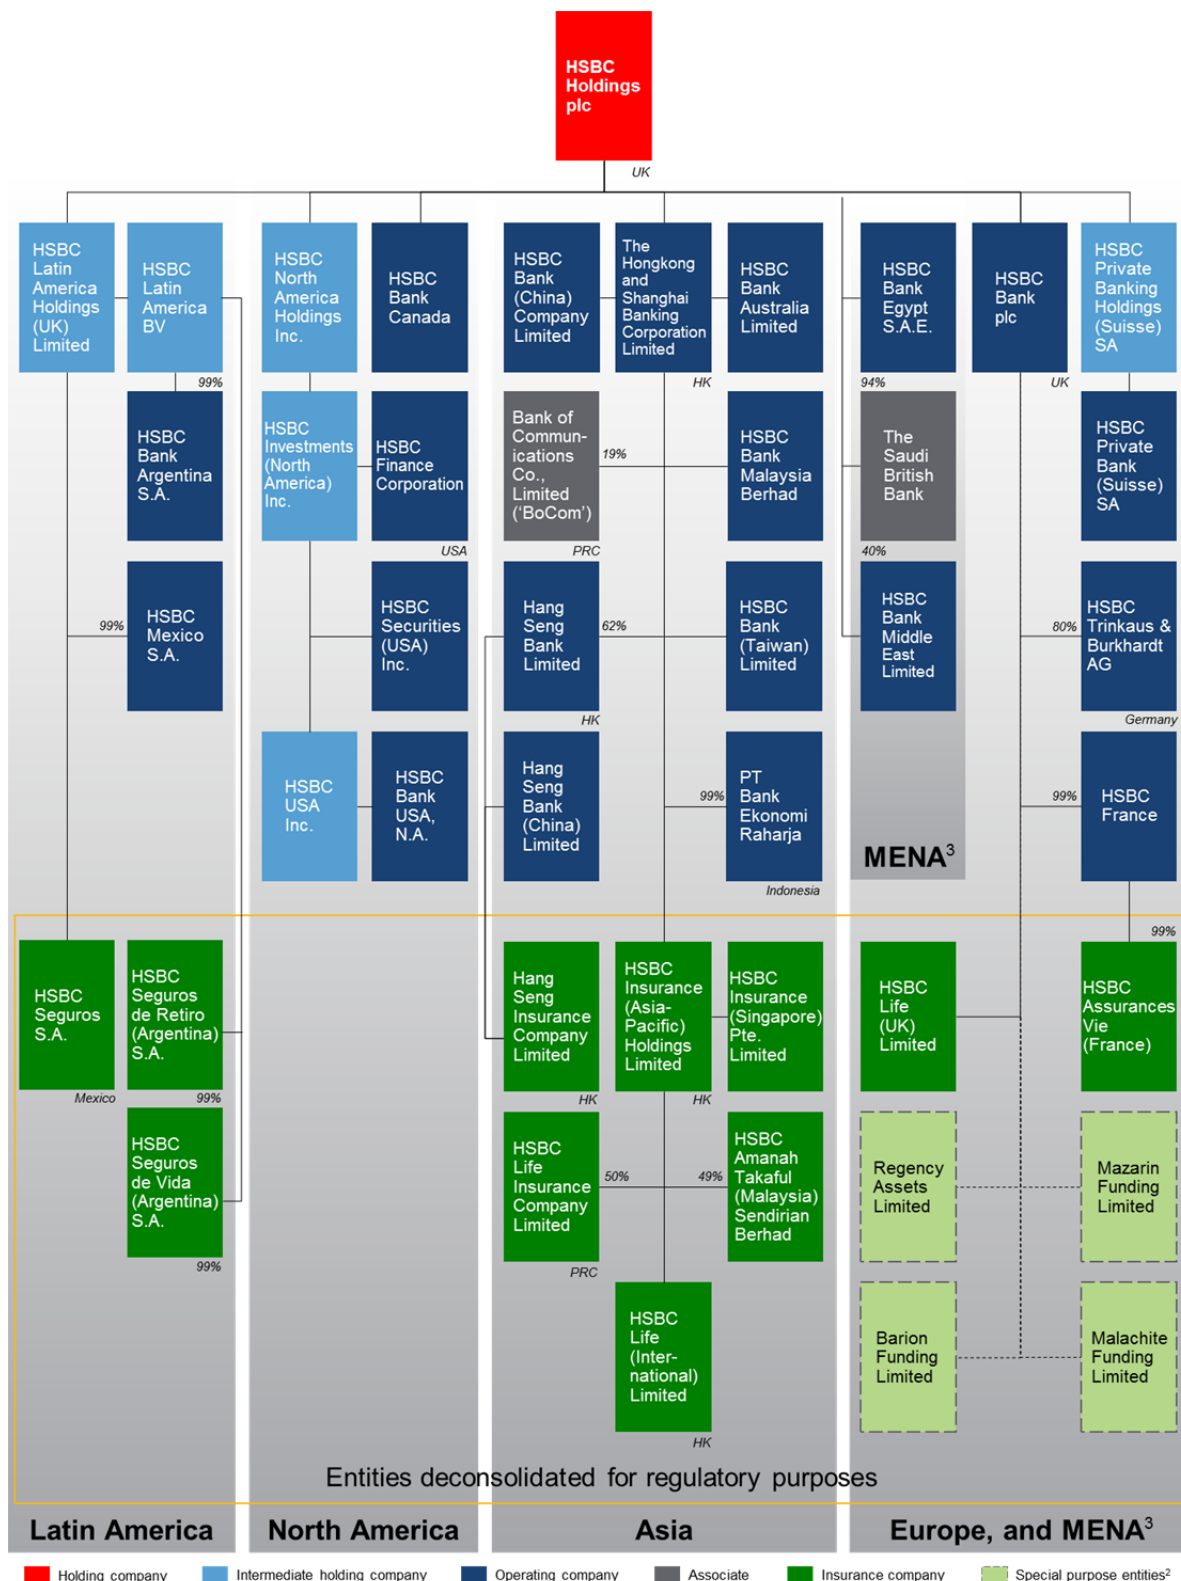 HSBC
Holdings
plc
UK
HSBC
Latin
America
Holdings
(UK)
Limited
HSBC
Latin
America
BV
99%
HSBC
North
America
Holdings
Inc.
HSBC
Bank
Canada
HSBC
Bank
(China)
Company
Limited
The
Hongkong
and
Shanghai
Banking
Corporation
Limited
HK
HSBC
Bank
Australia
Limited
HSBC
Bank
Egypt
S.A.E.
94%
HSBC
Bank
plc
UK
HSBC
Private
Banking
Holdings
(Suisse)
SA
HSBC
Bank
Argentina
S.A.
HSBC
Investments
(North
America)
Inc.
HSBC
Finance
Corporation
USA
Bank of
Commun-
ications
Co.,
Limited
('BoCom')
19%
PRC
HSBC
Bank
Malaysia
Berhad
The
Saudi
British
Bank
40%
HSBC
Private
Bank
(Suisse)
SA
99%
HSBC
Mexico
S.A.
HSBC
Securities
(USA)
Inc.
Hang
Seng
Bank
Limited
62%
HK
HSBC
Bank
(Taiwan)
Limited
HSBC
Bank
Middle
East
Limited
80%
HSBC
Trinkaus &
Burkhardt
AG
Germany
HSBC
USA
Inc.
HSBC
Bank
USA,
N.A.
Hang
Seng
Bank
(China)
Limited
99%
PT
Bank
Ekonomi
Raharja
Indonesia
MENA³
99%
HSBC
France
99%
HSBC
Seguros
S.A.
Mexico
HSBC
Seguros
de Retiro
(Argentina)
S.A.
99%
Hang
Seng
Insurance
Company
Limited
HK
HSBC
Insurance
(Asia-
Pacific)
Holdings
Limited
HK
HSBC
Insurance
(Singapore)
Pte.
Limited
HSBC
Life
(UK)
Limited
HSBC
Assurances
Vie
(France)
HSBC
Seguros
de Vida
(Argentina)
S.A.
99%
HSBC
Life
Insurance
Company
Limited
50%
PRC
49%
HSBC
Amanah
Takaful
(Malaysia)
Sendirian
Berhad
Regency
Assets
Limited
Mazarin
Funding
Limited
HSBC
Life
(Inter-
national)
Limited
HK
Barion
Funding
Limited
Malachite
Funding
Limited
Entities deconsolidated for regulatory purposes
Latin America
North America
Asia
Europe, and MENA³
Holding company
Intermediate holding company
Operating company
Associate
Insurance company
Special purpose entities²